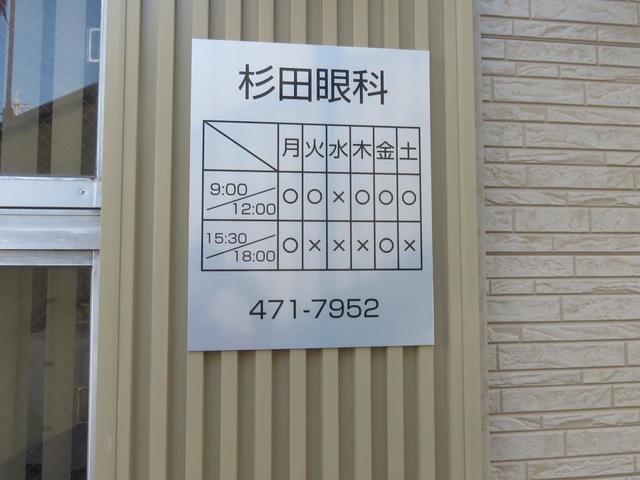 杉田眼科
月 火 水 木 金 土
9:00/12:00 ○ ○ × ○ ○ ○
15:30/18:00 ○ × × × ○ ×
471-7952